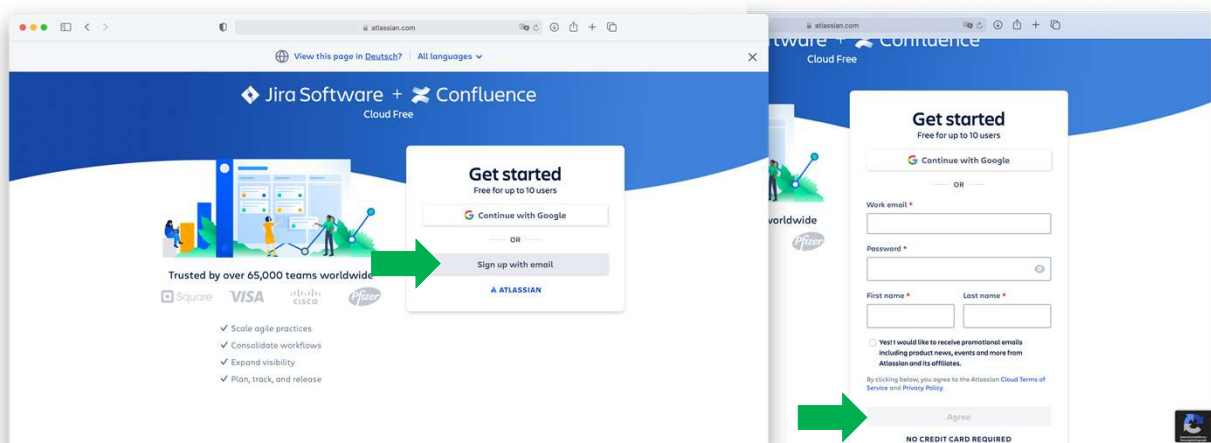 atlassian.com
View this page in Deutsch? All languages
Jira Software + Confluence
Cloud Free
Get started
Free for up to 10 users
Continue with Google
OR
Sign up with email
ATLASSIAN
Trusted by over 65,000 teams worldwide
Square VISA CISCO Pfizer
Scale agile practices
Consolidate workflows
Expand visibility
Plan, track, and release
atlassian.com
tware + Confluence
Cloud Free
Get started
Free for up to 10 users
Continue with Google
OR
worldwide
Pfizer
Work email *
Password *
First name * Last name *
Yes! I would like to receive promotional emails
including product news, events and more from
Atlassian and its affiliates.
By clicking below, you agree to the Atlassian Cloud Terms of
Service and Privacy Policy.
Agree
NO CREDIT CARD REQUIRED